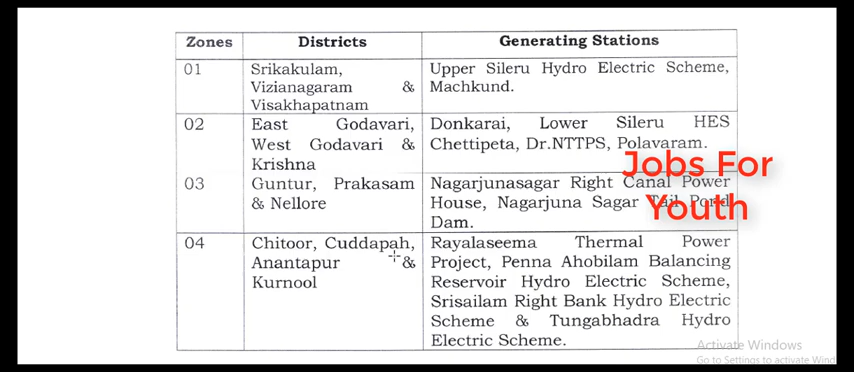 Zones Districts Generating Stations
01 Srikakulam, Upper Sileru Hydro Electric Scheme,
Vizianagaram & Machkund.
Visakhapatnam
02 East Godavari, Donkarai, Lower Sileru HES
West Godavari & Chettipeta, Dr.NTTPS, Polavaram.
Krishna
03 Guntur, Prakasam Nagarjunasagar Right Canal Power
& Nellore House, Nagarjuna Sagar Tail Pond
Dam.
04 Chitoor, Cuddapah, Rayalaseema Thermal Power
Anantapur & Project, Penna Ahobilam Balancing
Kurnool Reservoir Hydro Electric Scheme,
Srisailam Right Bank Hydro Electric
Scheme & Tungabhadra Hydro
Electric Scheme.
Jobs For
Youth
Activate Windows
Go to Settings to activate Wind